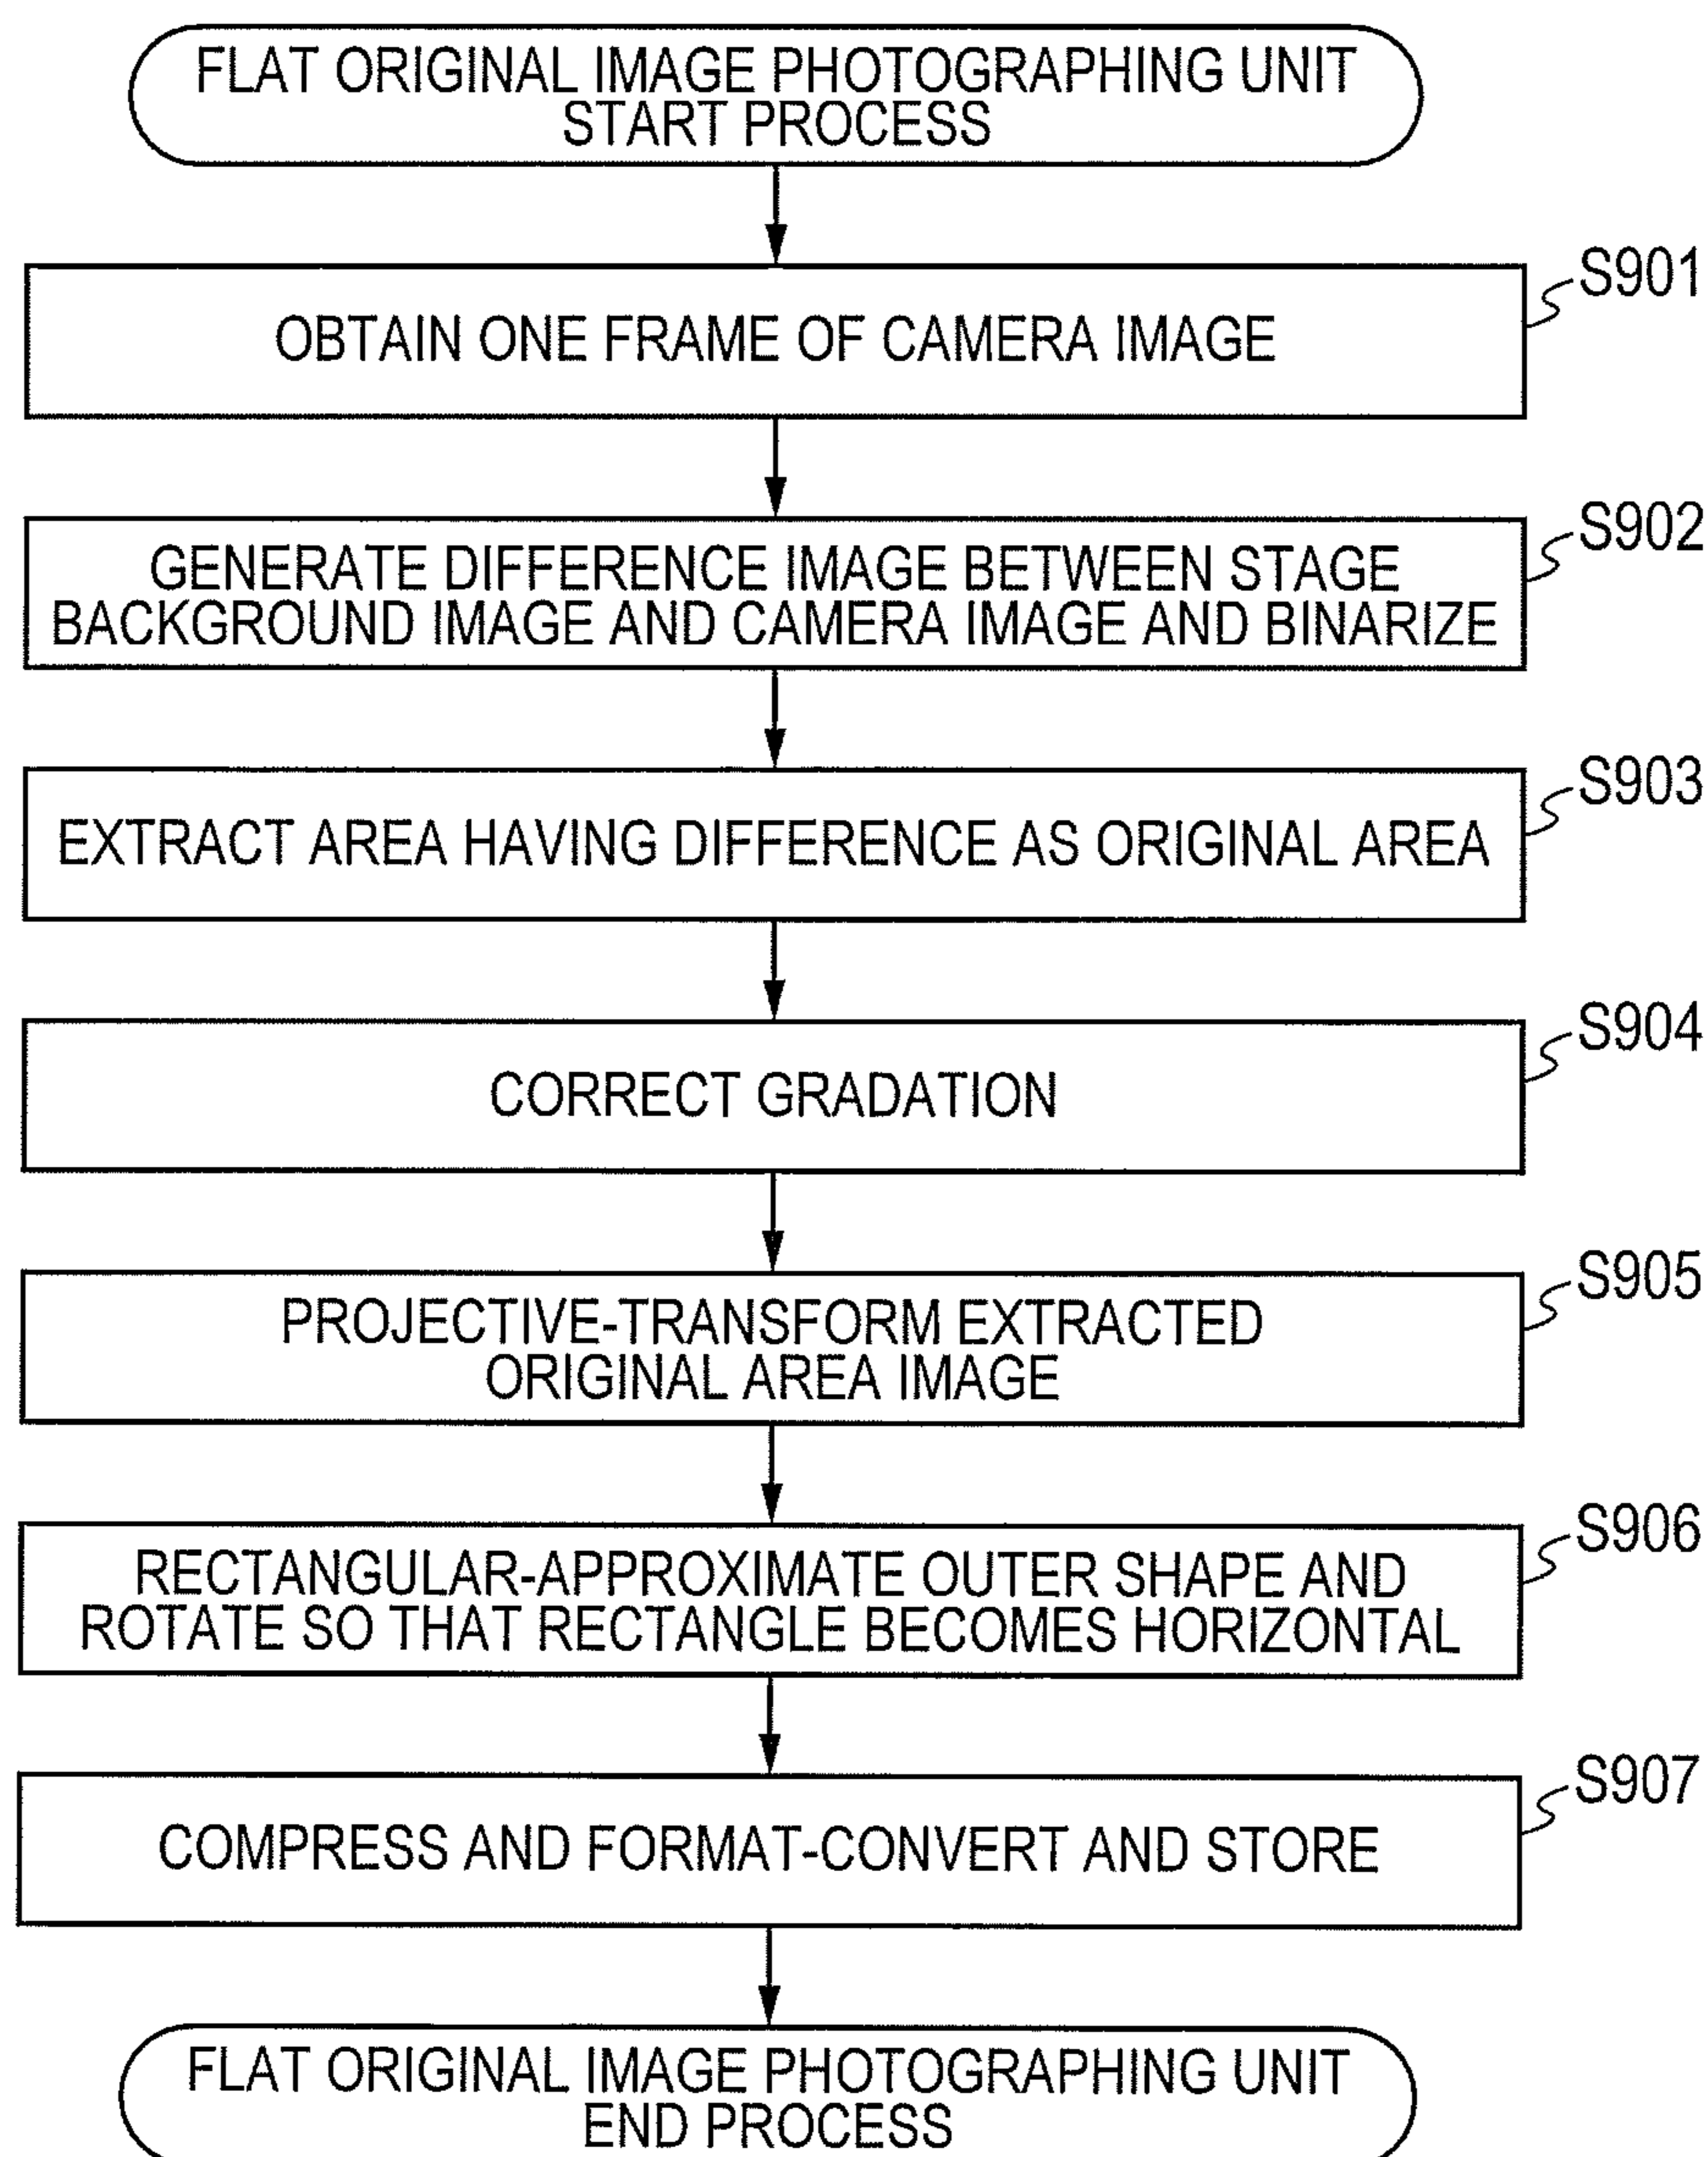 FLAT ORIGINAL IMAGE PHOTOGRAPHING UNIT
START PROCESS
S901
OBTAIN ONE FRAME OF CAMERA IMAGE
S902
GENERATE DIFFERENCE IMAGE BETWEEN STAGE
BACKGROUND IMAGE AND CAMERA IMAGE AND BINARIZE
S903
EXTRACT AREA HAVING DIFFERENCE AS ORIGINAL AREA
S904
CORRECT GRADATION
S905
PROJECTIVE-TRANSFORM EXTRACTED
ORIGINAL AREA IMAGE
S906
RECTANGULAR-APPROXIMATE OUTER SHAPE AND
ROTATE SO THAT RECTANGLE BECOMES HORIZONTAL
S907
COMPRESS AND FORMAT-CONVERT AND STORE
FLAT ORIGINAL IMAGE PHOTOGRAPHING UNIT
END PROCESS